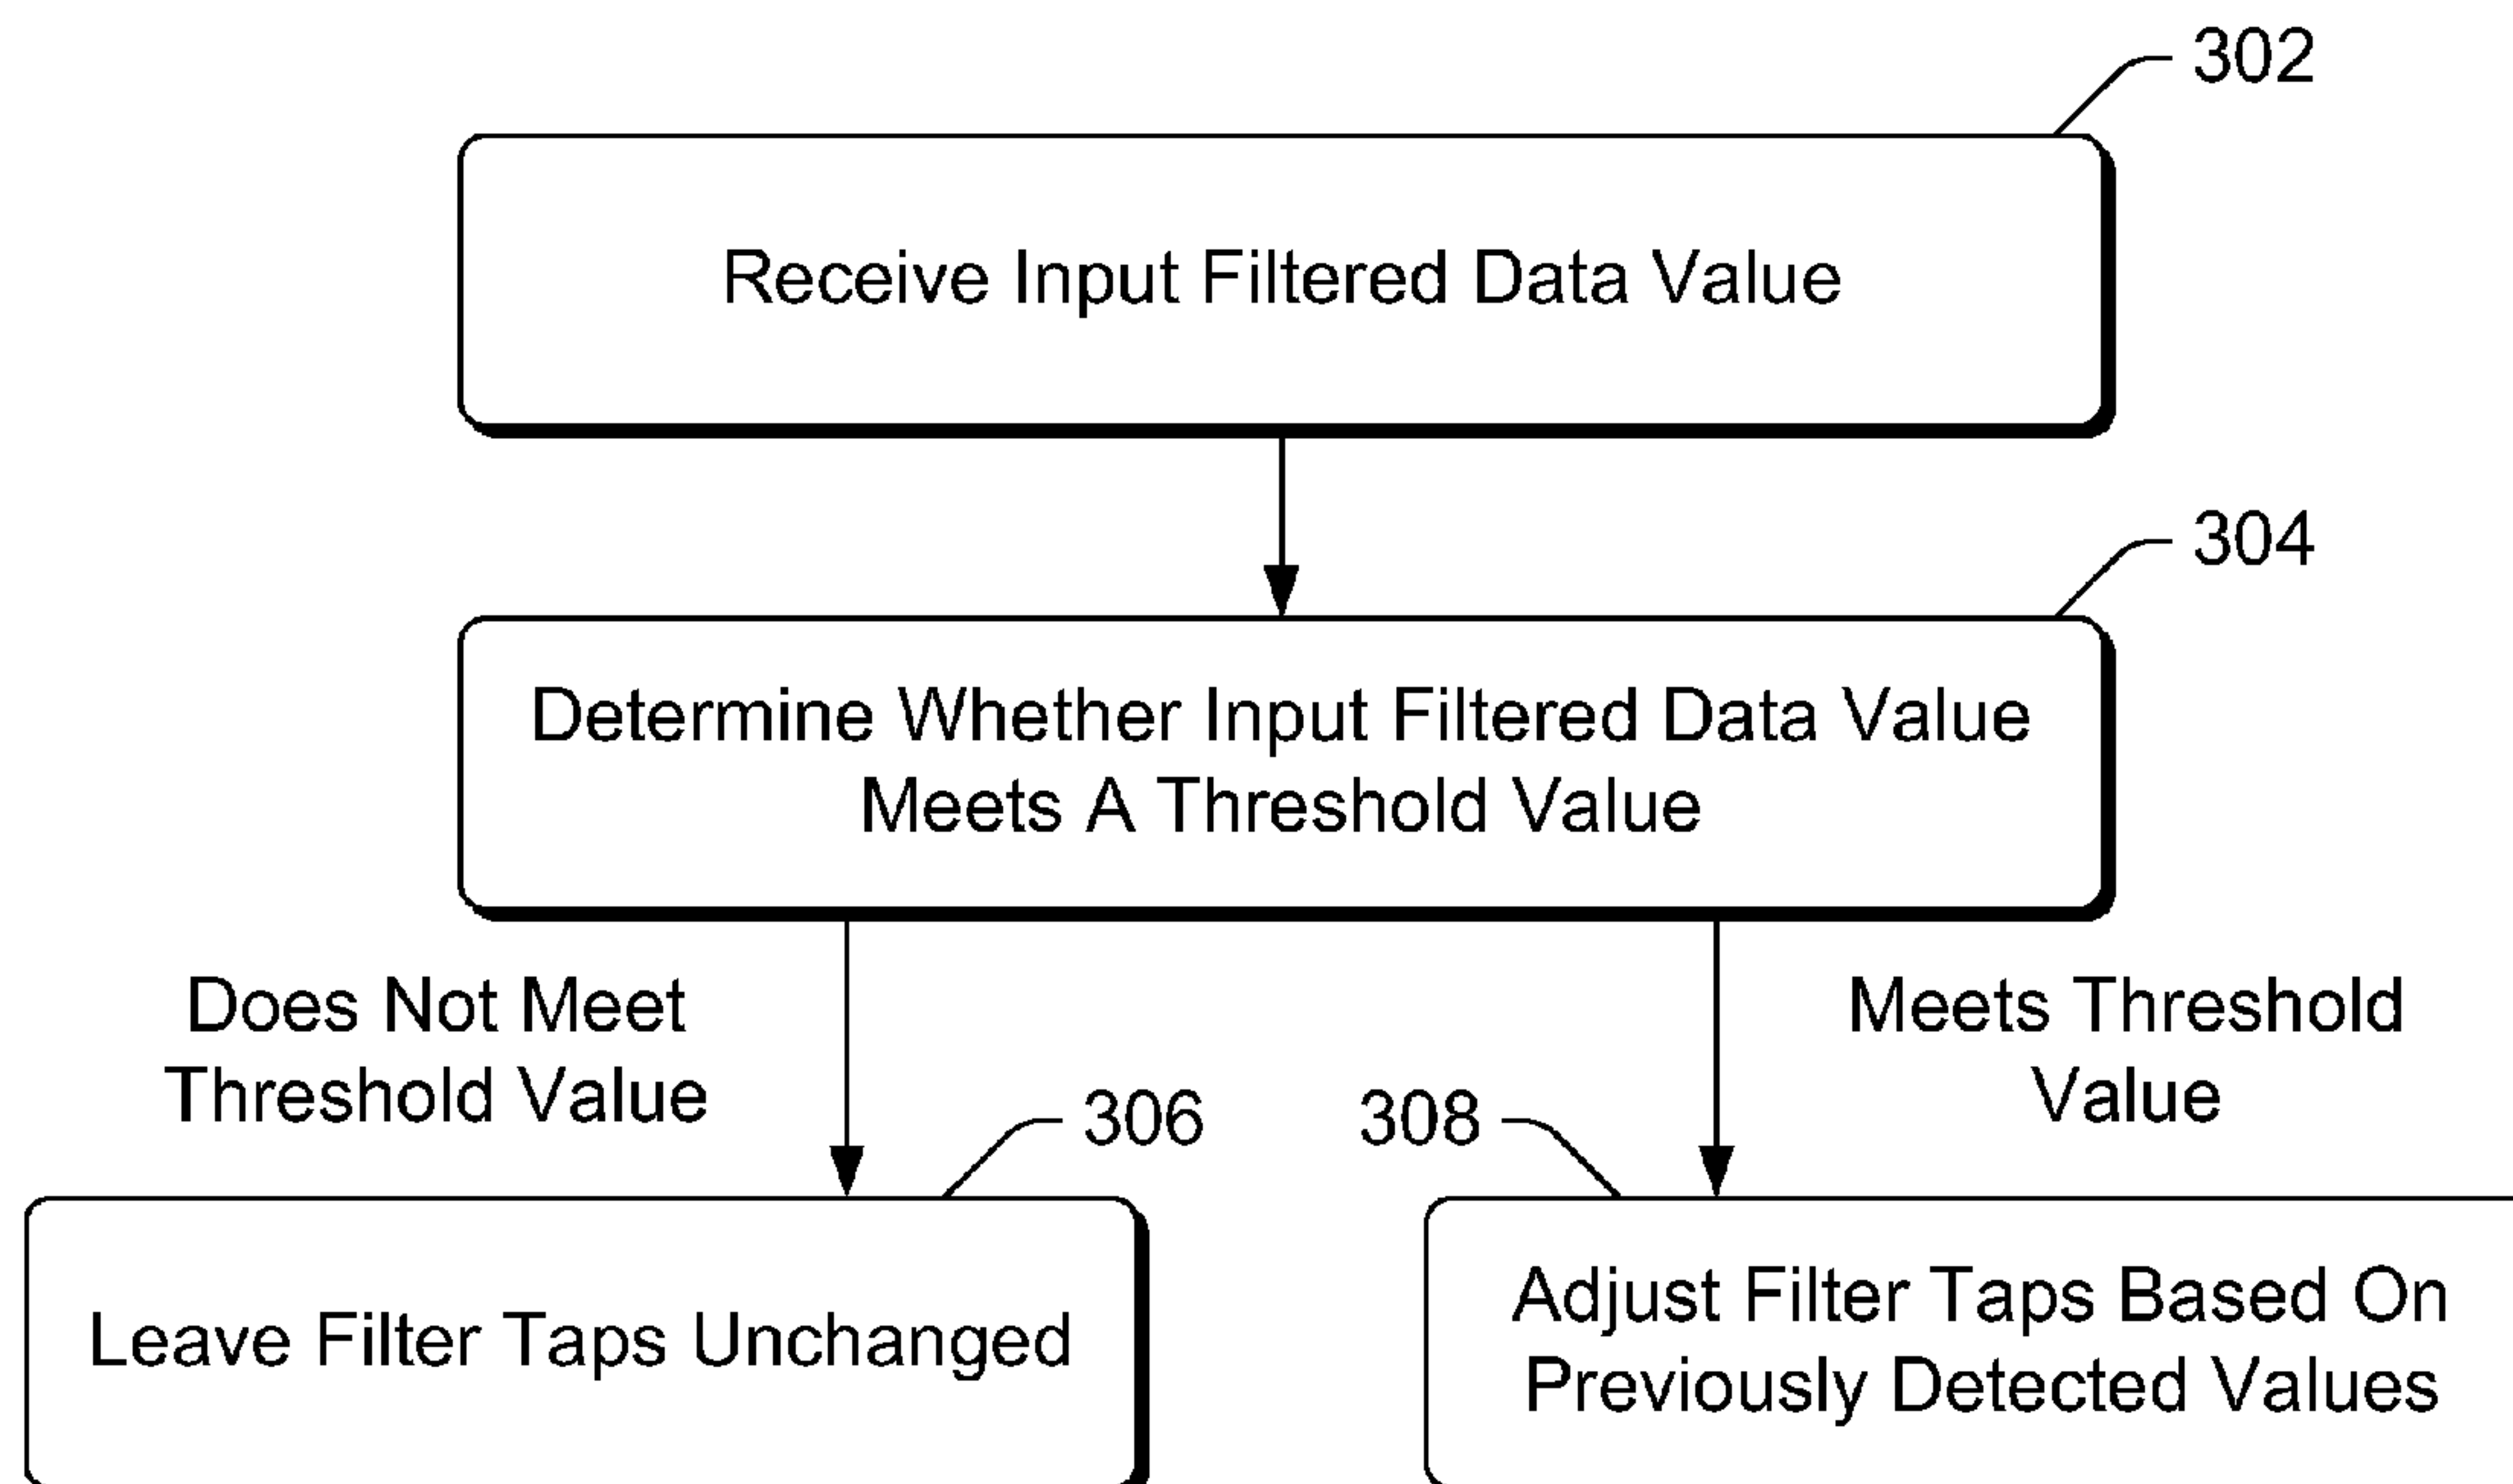 302
Receive Input Filtered Data Value
304
Determine Whether Input Filtered Data Value
Meets A Threshold Value
Does Not Meet
Threshold Value
Meets Threshold
Value
306
308
Leave Filter Taps Unchanged
Adjust Filter Taps Based On
Previously Detected Values